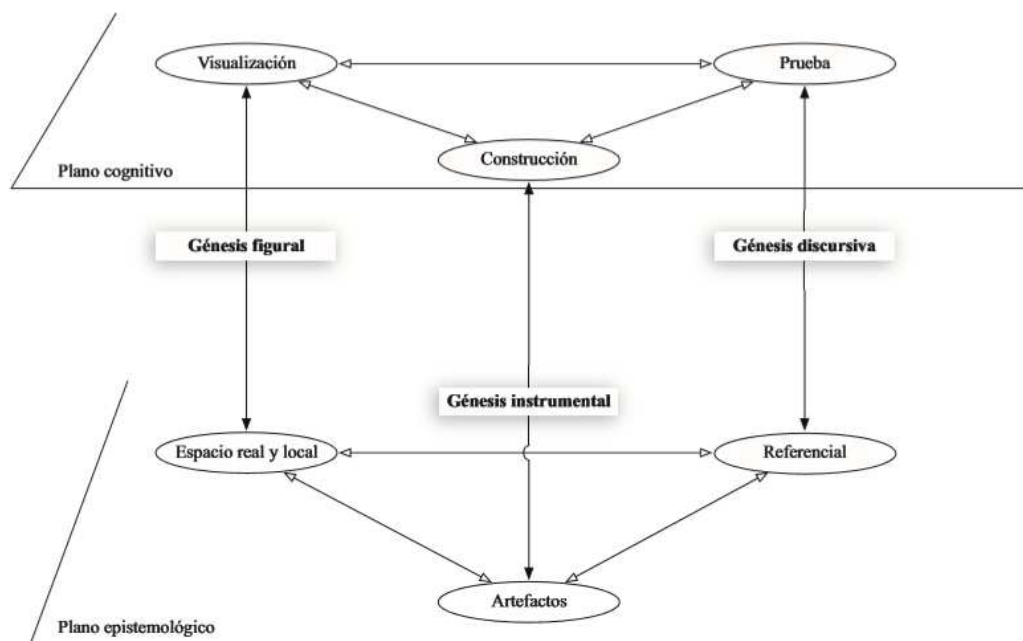 Visualización
Prueba
Construcción
Plano cognitivo
Génesis figural
Génesis discursiva
Génesis instrumental
Espacio real y local
Referencial
Artefactos
Plano epistemológico